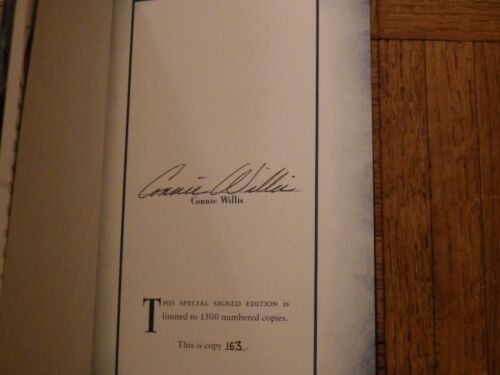 Connie Willis
Connie Willis
THIS SPECIAL SIGNED EDITION is
limited to 1500 numbered copies.
This is copy 163.